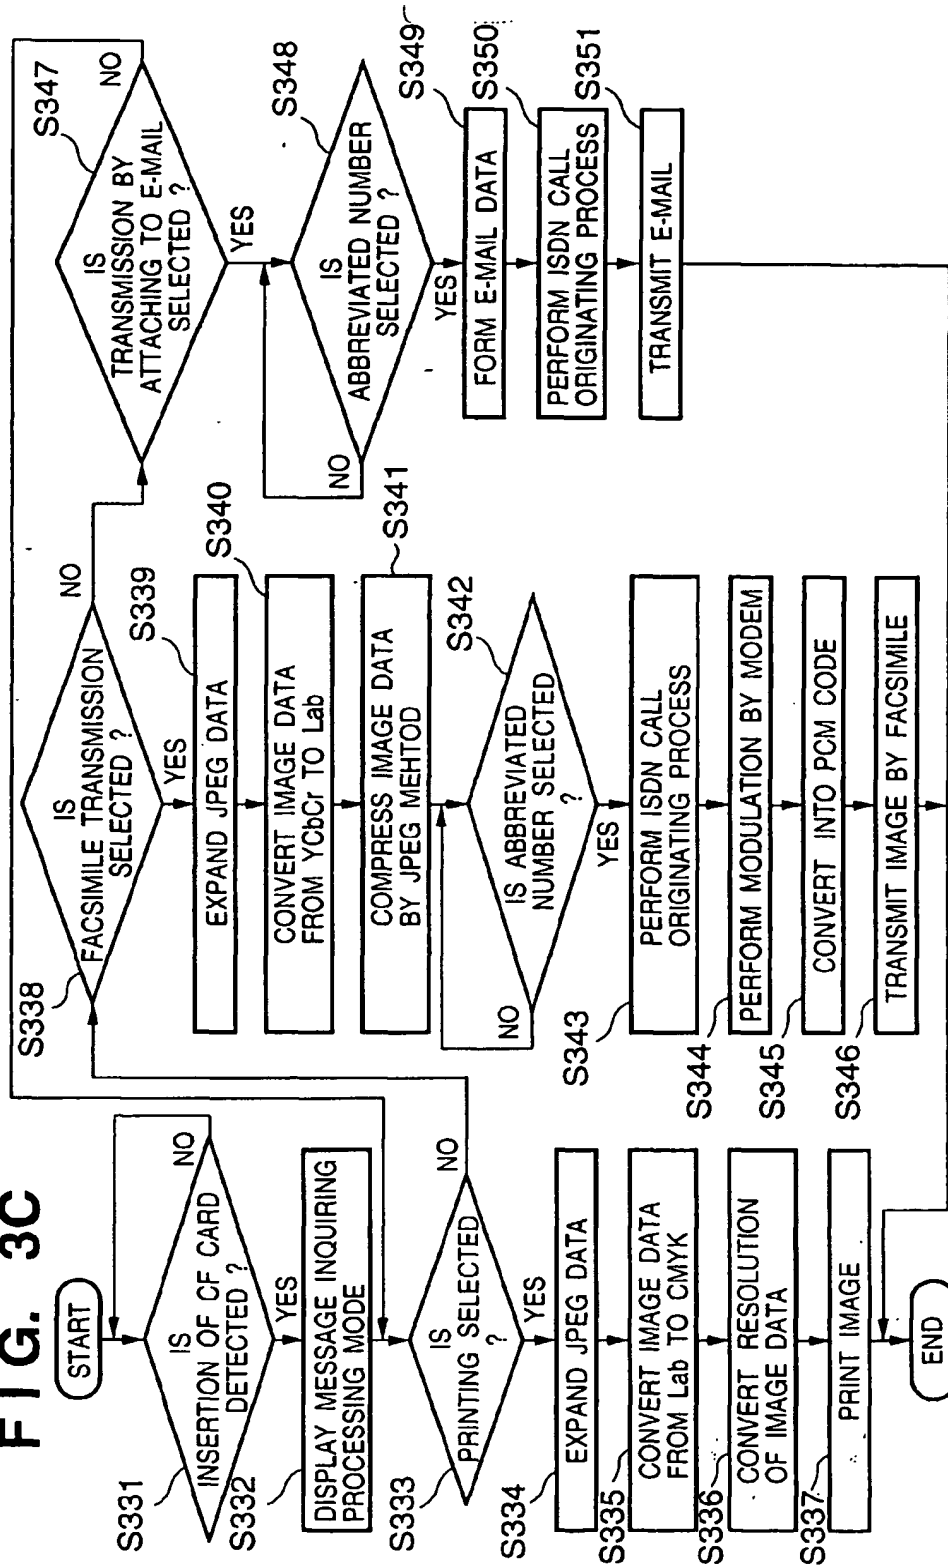 FIG. 3C
START
S331
IS
INSERTION OF CF CARD
DETECTED ?
NO
YES
S332
DISPLAY MESSAGE INQUIRING
PROCESSING MODE
S333
IS
PRINTING SELECTED
?
NO
YES
S334
EXPAND JPEG DATA
S335
CONVERT IMAGE DATA
FROM Lab TO CMYK
S336
CONVERT RESOLUTION
OF IMAGE DATA
S337
PRINT IMAGE
END
S338
IS
FACSIMILE TRANSMISSION
SELECTED ?
NO
YES
S339
EXPAND JPEG DATA
S340
CONVERT IMAGE DATA
FROM YCbCr TO Lab
S341
COMPRESS IMAGE DATA
BY JPEG MEHTOD
S342
IS ABBREVIATED
NUMBER SELECTED
?
NO
YES
S343
PERFORM ISDN CALL
ORIGINATING PROCESS
S344
PERFORM MODULATION BY MODEM
S345
CONVERT INTO PCM CODE
S346
TRANSMIT IMAGE BY FACSIMILE
S347
IS
TRANSMISSION BY
ATTACHING TO E-MAIL
SELECTED ?
NO
YES
S348
IS
ABBREVIATED NUMBER
SELECTED ?
NO
YES
S349
FORM E-MAIL DATA
S350
PERFORM ISDN CALL
ORIGINATING PROCESS
S351
TRANSMIT E-MAIL